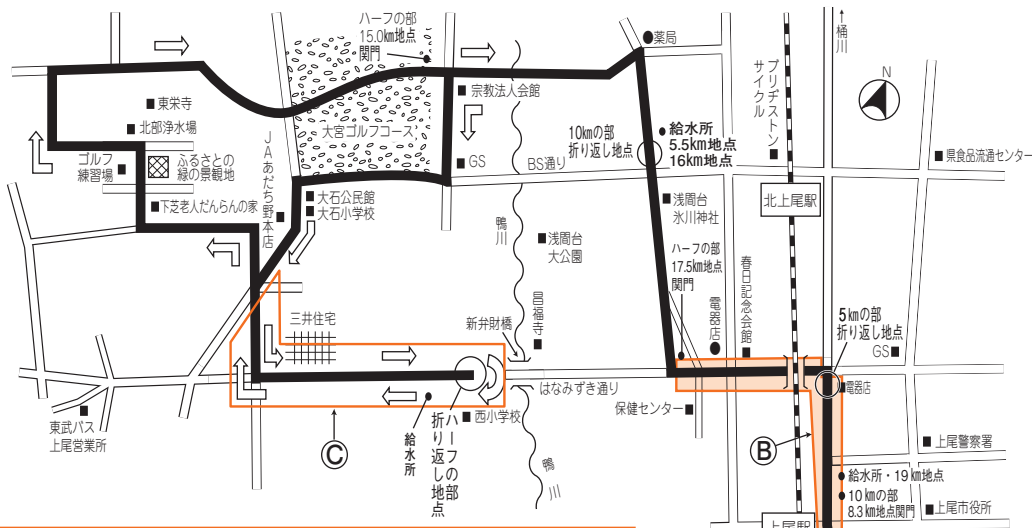 ハーフの部
15.0km地点
関門
薬局
↑桶川
ブリヂストン
サイクル
N
東栄寺
北部浄水場
ゴルフ
練習場
ふるさとの
緑の景観地
下芝老人だんらんの家
JAあだち野本店
大宮ゴルフコース
宗教法人会館
GS
大石公民館
大石小学校
10kmの部
折り返し地点
BS通り
給水所
5.5km地点
16km地点
県食品流通センター
北上尾駅
浅間台
氷川神社
鴨川
浅間台
大公園
ハーフの部
17.5km地点
関門
春日記念会館
電器店
昌福寺
新弁財橋
三井住宅
5kmの部
折り返し地点
GS
電器店
はなみずき通り
保健センター
西小学校
東武バス
上尾営業所
給水所
ハーフの部
折り返し地点
C
B
鴨川
上尾警察署
給水所・19km地点
10kmの部
8.3km地点関門
上尾市役所
上尾駅